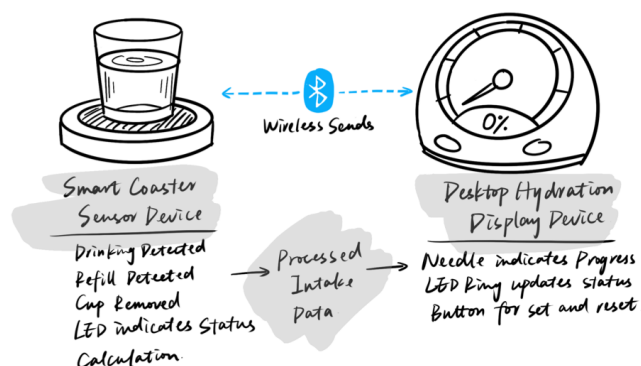 Wireless Sends
0%
Smart Coaster
Sensor Device
Drinking Detected
Refill Detected
Cup Removed
LED indicates Status
Calculation.
Processed
Intake
Data
Desktop Hydration
Display Device
Needle indicates Progress
LED Ring updates status
Button for set and reset